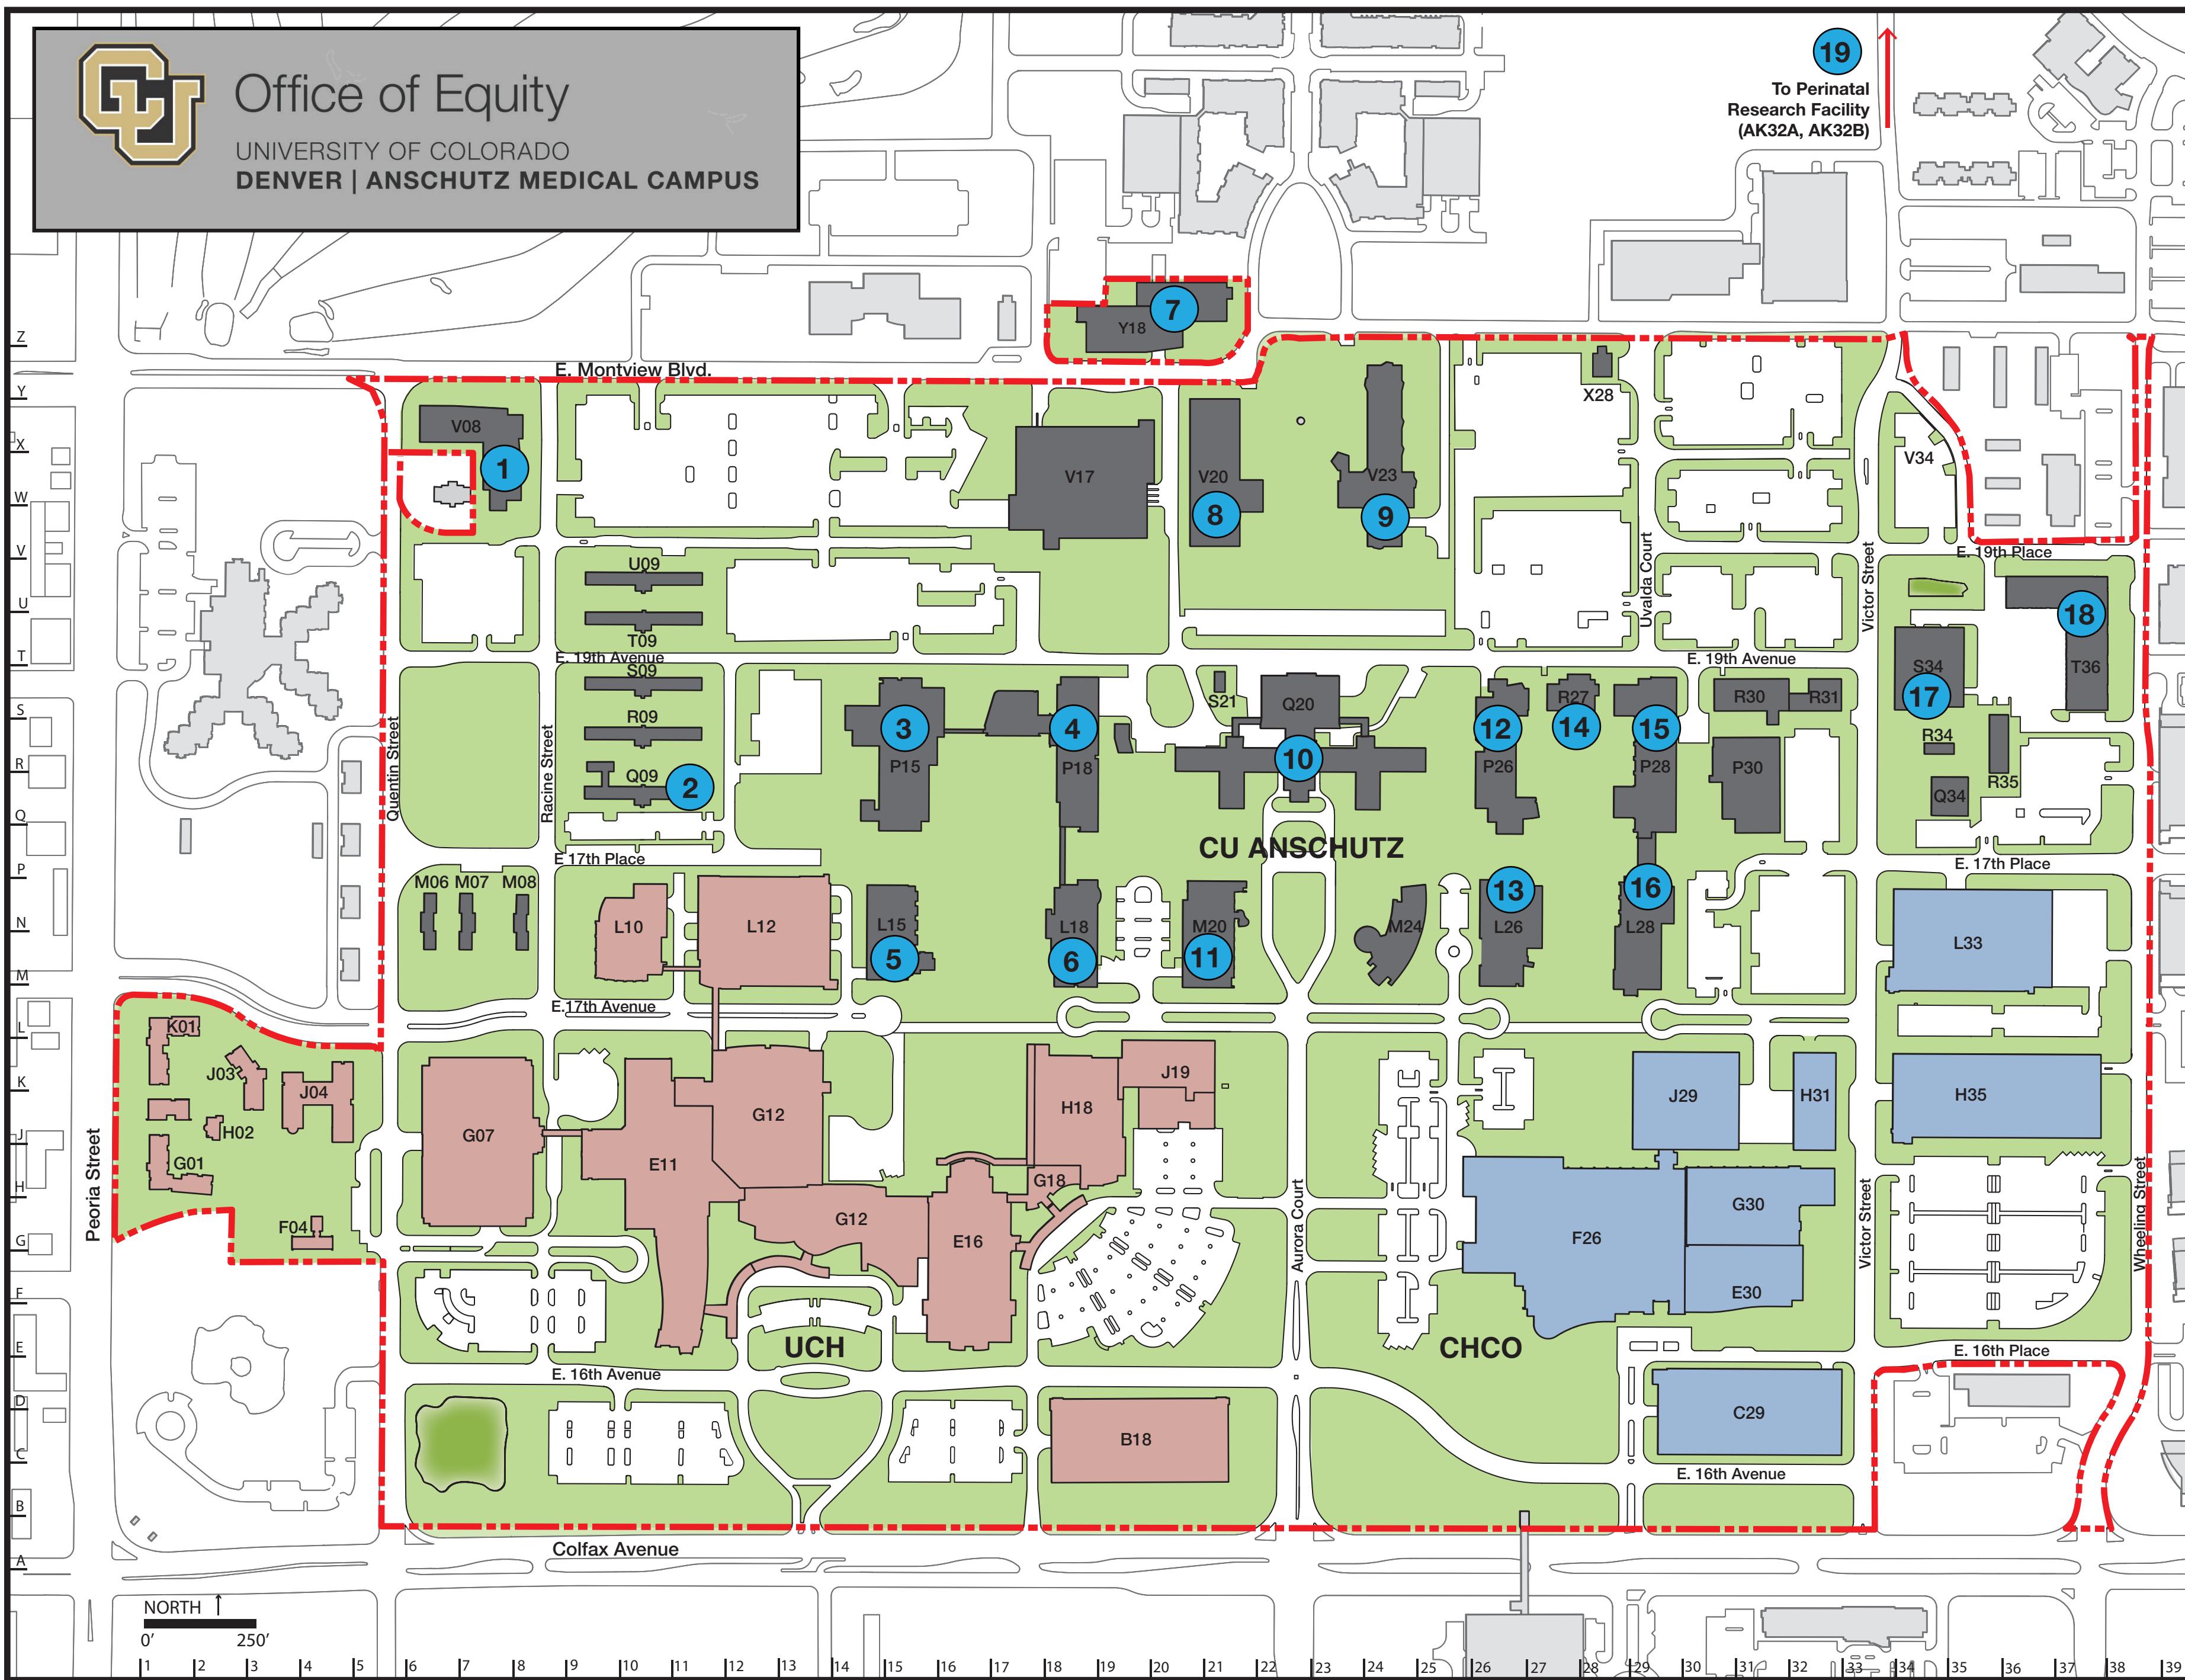 CU
Office of Equity
UNIVERSITY OF COLORADO
DENVER | ANSCHUTZ MEDICAL CAMPUS
19
To Perinatal
Research Facility
(AK32A, AK32B)
7
Y18
E. Montview Blvd.
X28
V08
1
V17
V20
8
V23
9
V34
E. 19th Place
U09
T09
E. 19th Avenue
S09
R09
Q09
2
E 17th Place
Quentin Street
Racine Street
Uvalda Court
Victor Street
E. 19th Avenue
18
T36
S34
17
R34
R35
Q34
E. 17th Place
3
P15
4
P18
S21
Q20
10
12
P26
R27
14
15
P28
R30
R31
P30
CU ANSCHUTZ
M06
M07
M08
L10
L12
L15
5
L18
6
M20
11
M24
13
L26
16
L28
L33
E.17th Avenue
K01
J03
J04
H02
G01
F04
Peoria Street
G07
E11
G12
G12
H18
J19
G18
E16
UCH
Aurora Court
J29
H31
H35
F26
G30
E30
CHCO
Victor Street
Wheeling Street
E. 16th Place
E. 16th Avenue
B18
C29
E. 16th Avenue
Colfax Avenue
NORTH
0’
250’
Z
Y
X
W
V
U
T
S
R
Q
P
N
M
L
K
J
H
G
F
E
D
C
B
A
1 2 3 4 5 6 7 8 9 10 11 12 13 14 15 16 17 18 19 20 21 22 23 24 25 26 27 28 29 30 31 32 33 34 35 36 37 38 39